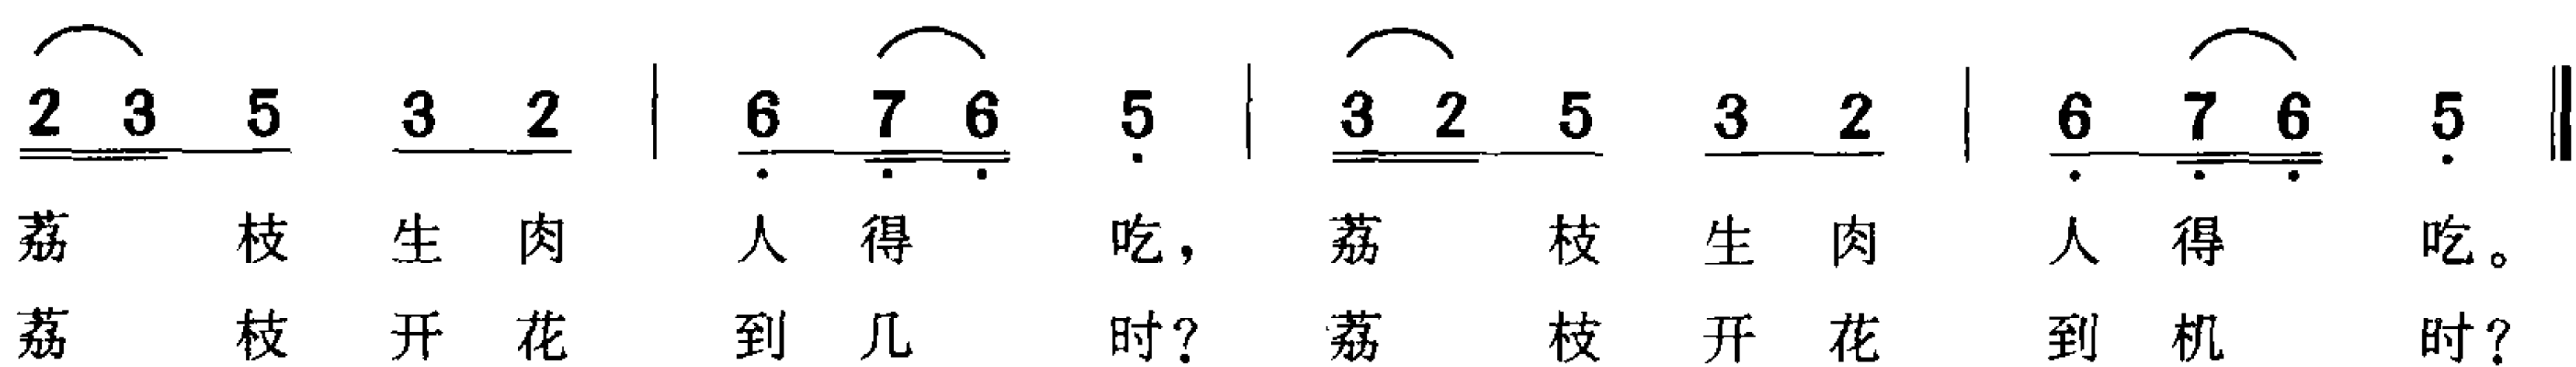 2 3 5 3 2 | 6 7 6 5 | 3 2 5 3 2 | 6 7 6 5
荔枝生肉人得吃，荔枝生肉人得吃。
荔枝开花到几时？荔枝开花到机时？